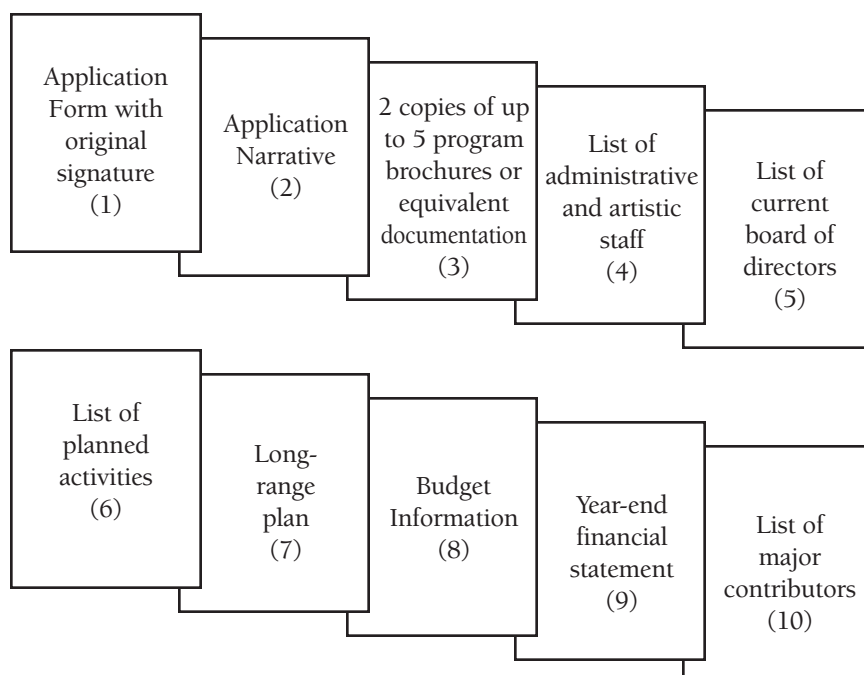 Application
Form with
original
signature
(1)
Application
Narrative
(2)
2 copies of up
to 5 program
brochures or
equivalent
documentation
(3)
List of
administrative
and artistic
staff
(4)
List of
current
board of
directors
(5)
List of
planned
activities
(6)
Long-
range
plan
(7)
Budget
Information
(8)
Year-end
financial
statement
(9)
List of
major
contributors
(10)